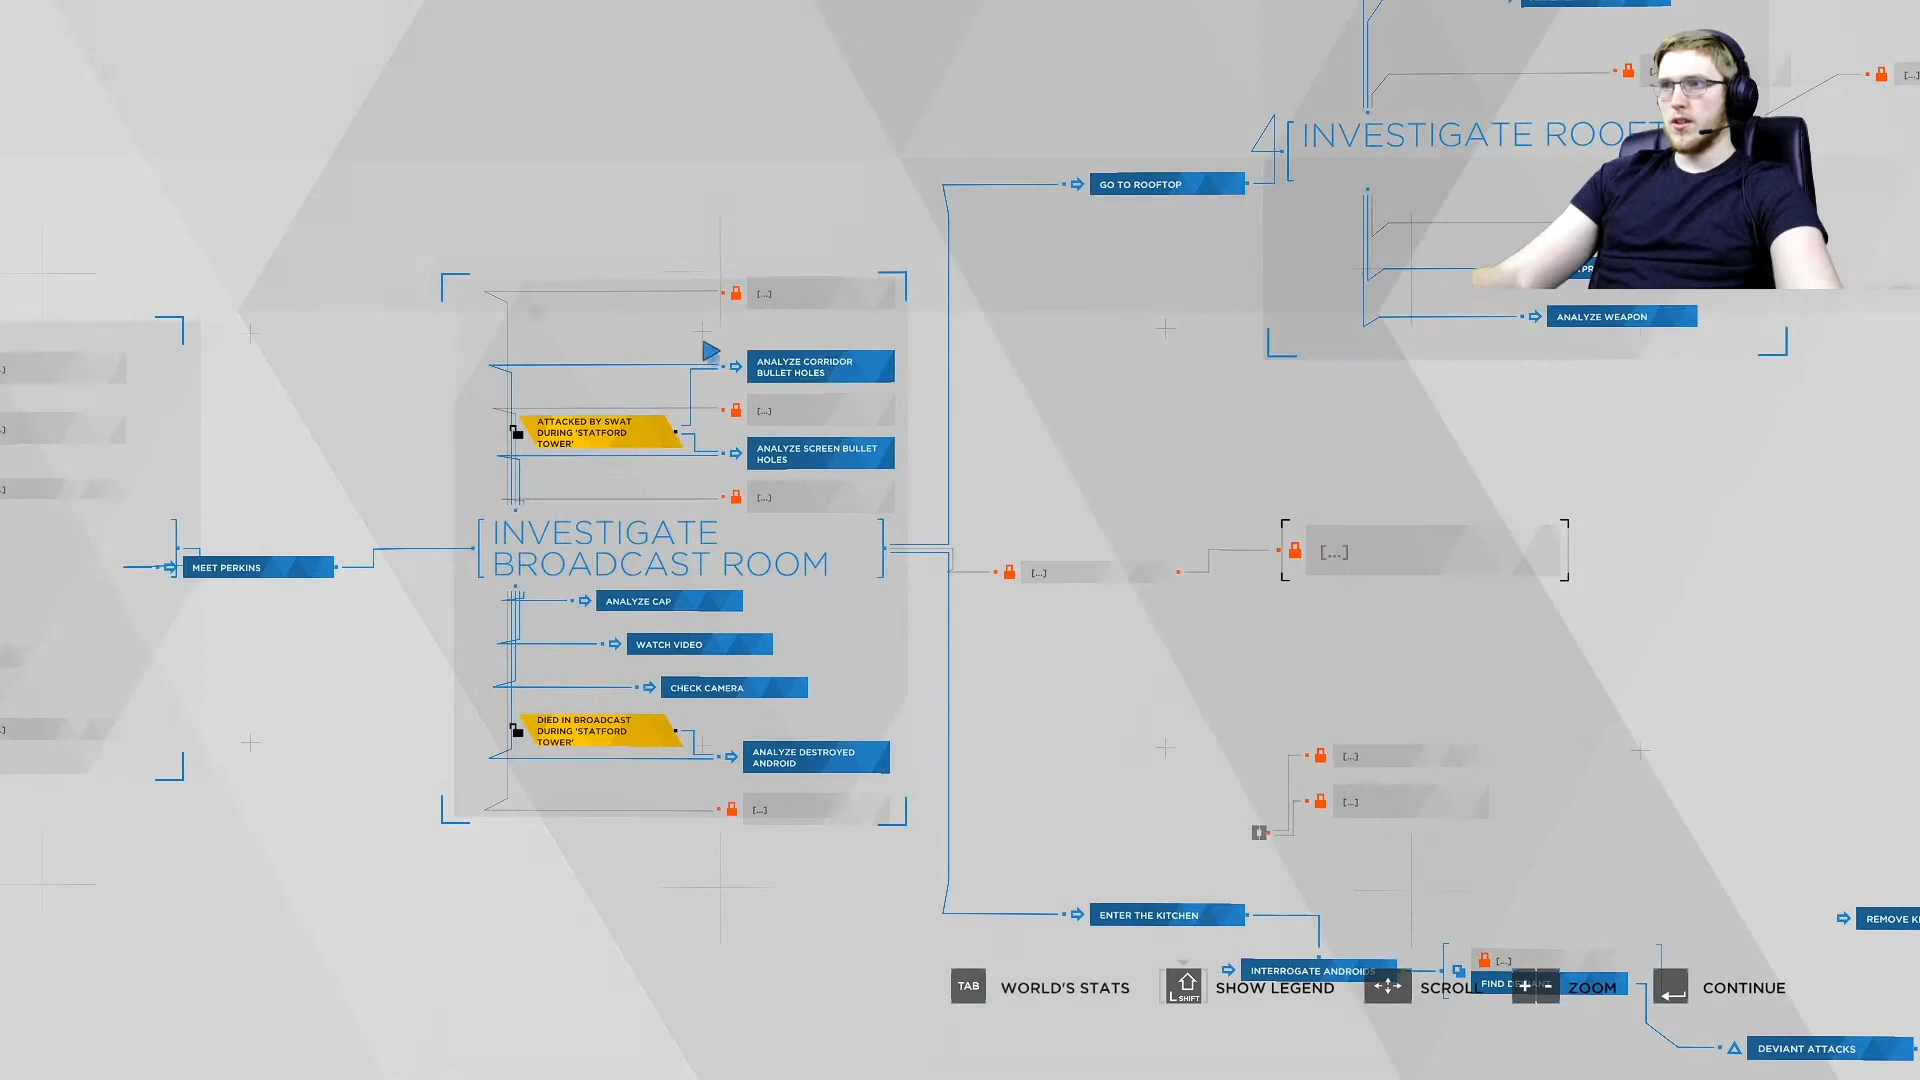 [...]
4
INVESTIGATE
GO TO ROOFTOP
ANALYZE WEAPON
[...]
ANALYZE CORRIDOR
BULLET HOLES
[...]
ATTACKED BY SWAT
DURING 'STATFORD
TOWER'
ANALYZE SCREEN BULLET
HOLES
[...]
MEET PERKINS
INVESTIGATE
BROADCAST ROOM
[...]
[...]
ANALYZE CAP
WATCH VIDEO
CHECK CAMERA
DIED IN BROADCAST
DURING 'STATFORD
TOWER'
ANALYZE DESTROYED
ANDROID
[...]
[...]
[...]
ENTER THE KITCHEN
REMOVE
INTERROGATE ANDROIDS
[...]
FIND
TAB WORLD'S STATS
L SHIFT SHOW LEGEND
SCROLL
+ - ZOOM
CONTINUE
DEVIANT ATTACKS